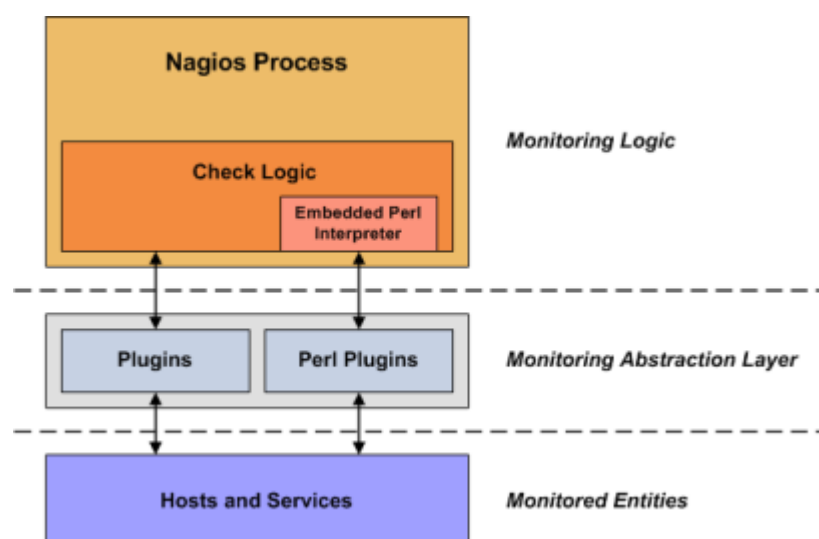 Nagios Process
Monitoring Logic
Check Logic
Embedded Perl
Interpreter
Plugins
Perl Plugins
Monitoring Abstraction Layer
Hosts and Services
Monitored Entities